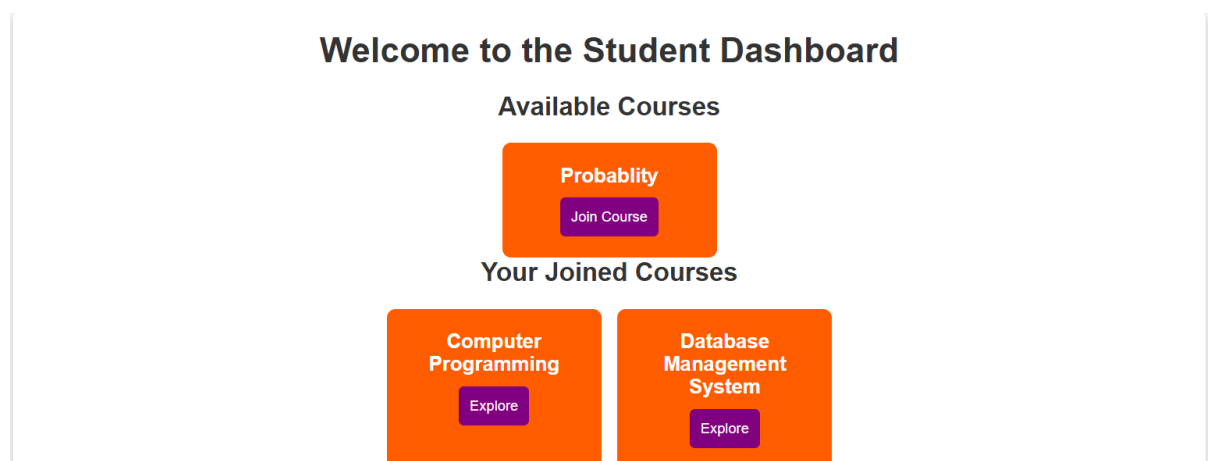 Welcome to the Student Dashboard
Available Courses
Probablity
Join Course
Your Joined Courses
Computer
Programming
Explore
Database
Management
System
Explore